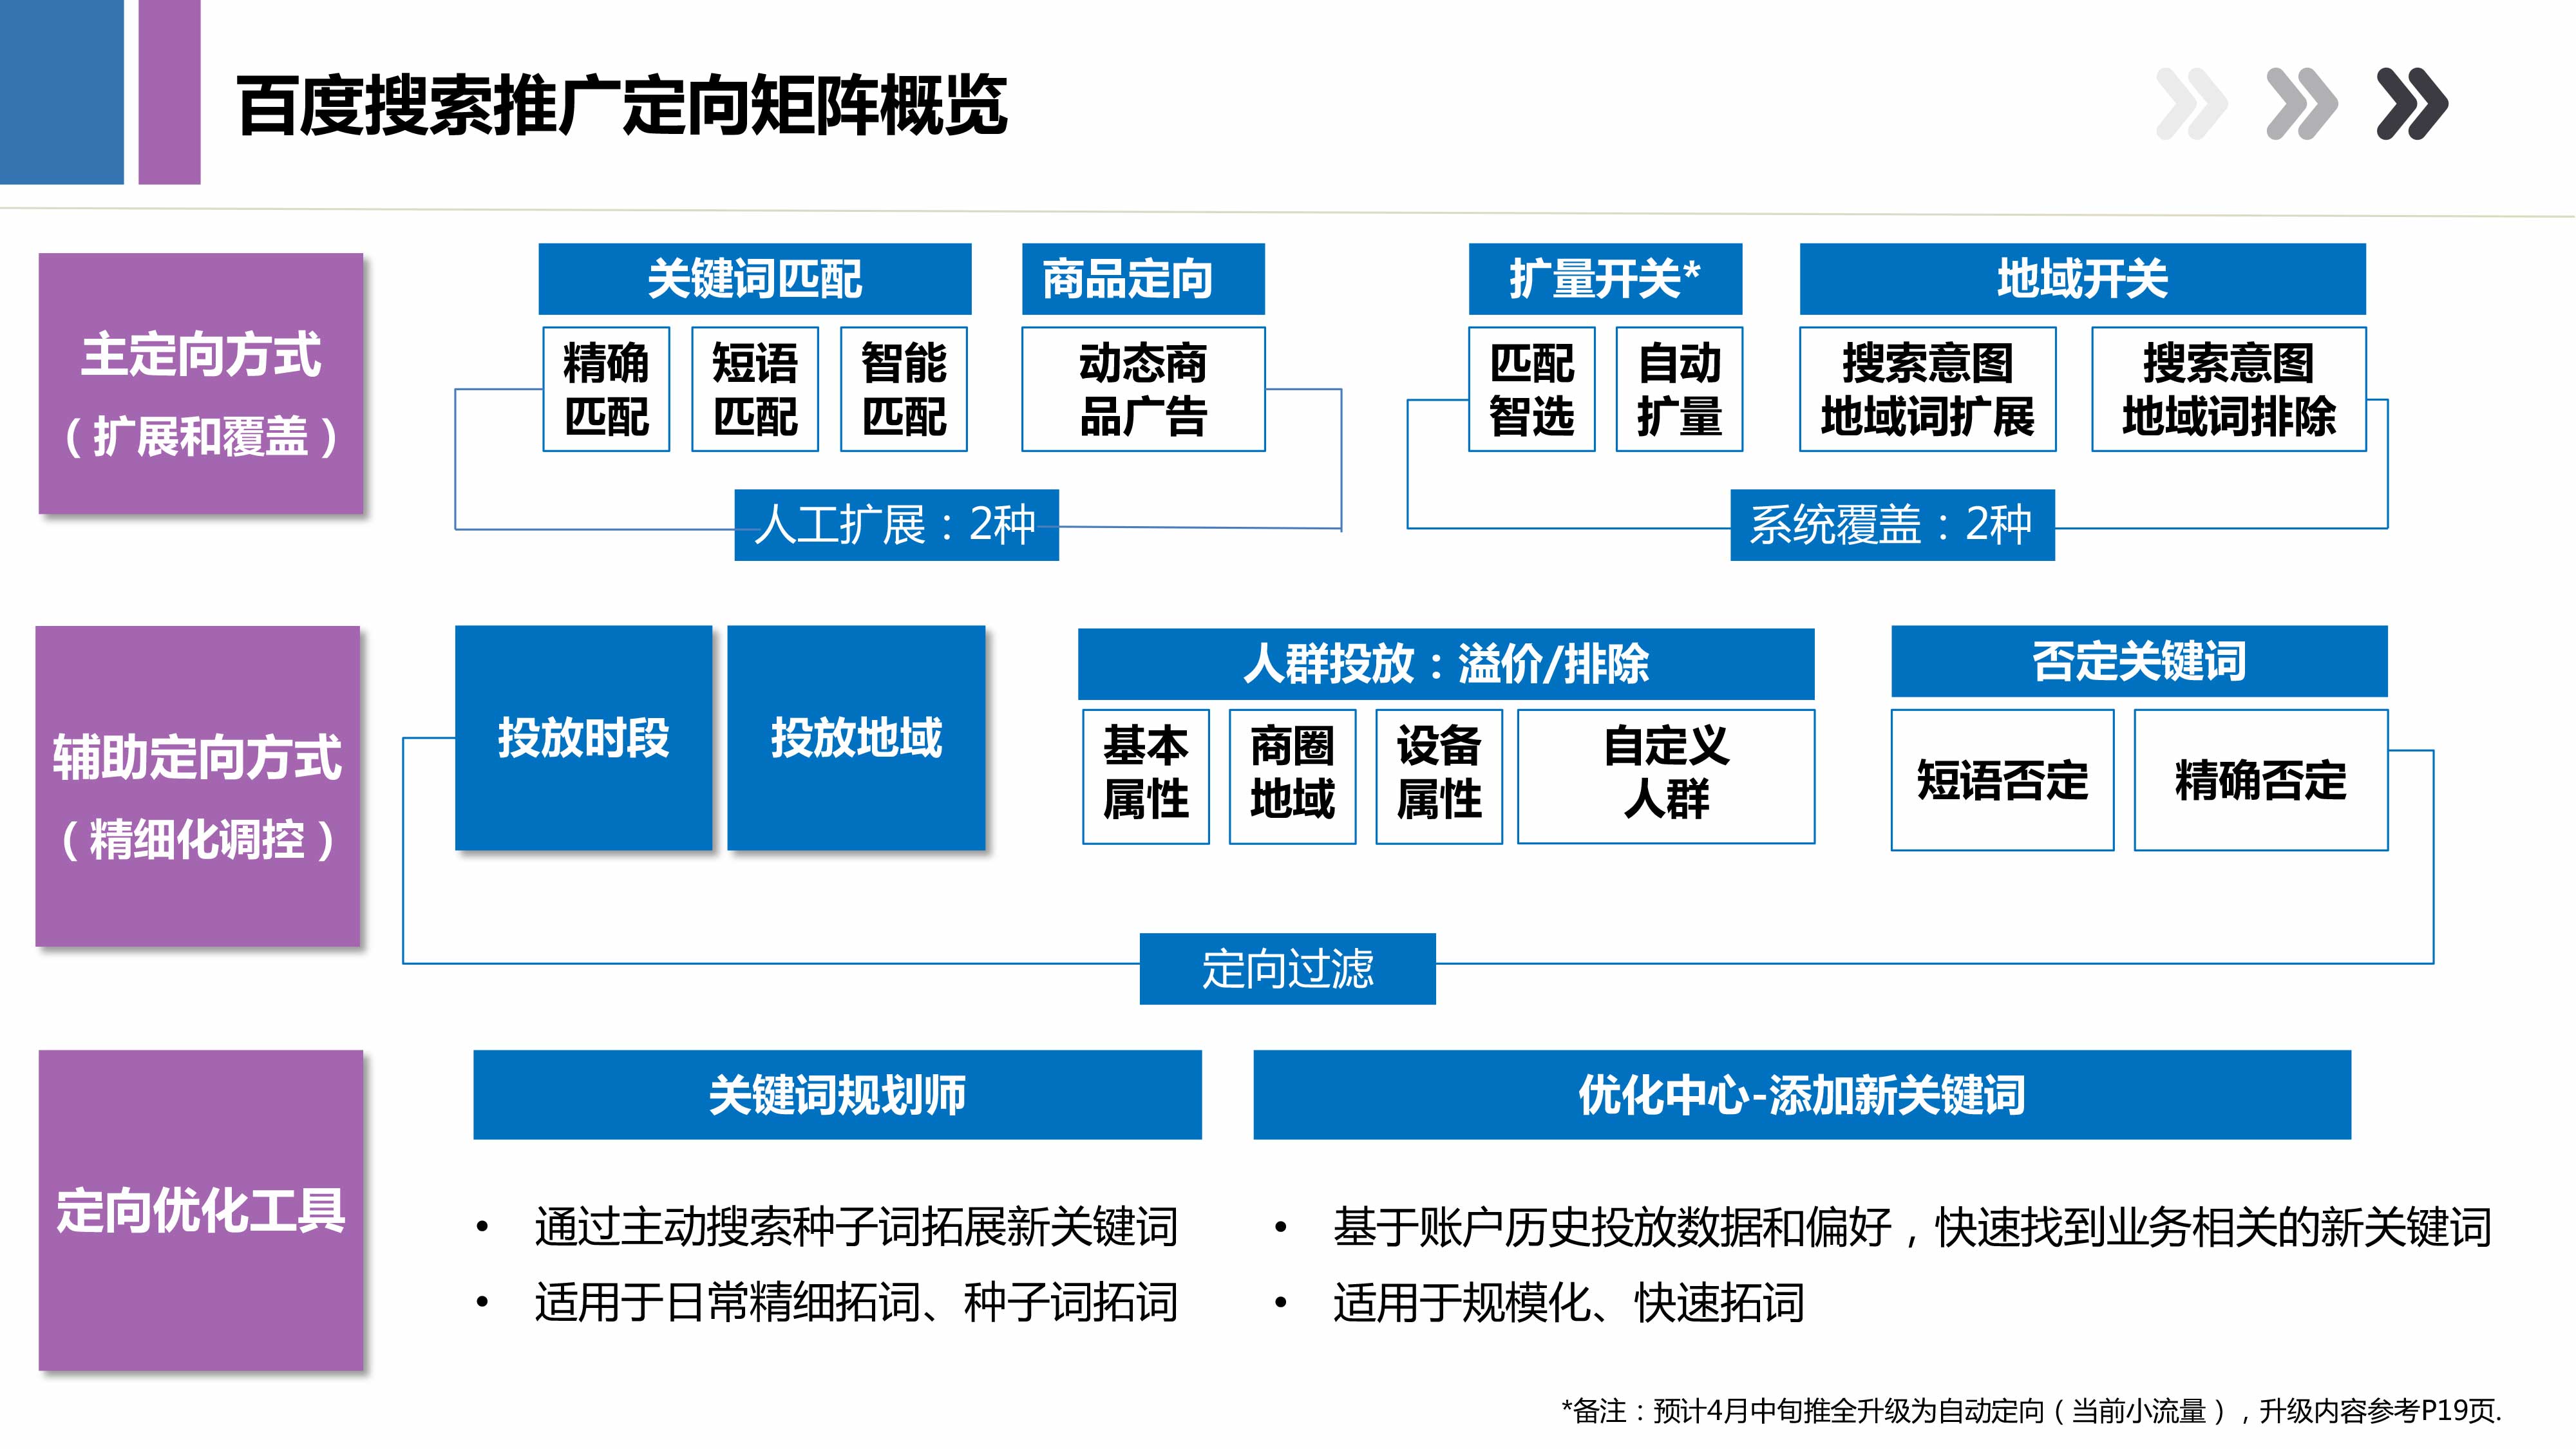 百度搜索推广定向矩阵概览
主定向方式
（扩展和覆盖）
关键词匹配
精确
匹配
短语
匹配
智能
匹配
商品定向
动态商
品广告
人工扩展：2种
扩量开关*
匹配
智选
自动
扩量
地域开关
搜索意图
地域词扩展
搜索意图
地域词排除
系统覆盖：2种
辅助定向方式
（精细化调控）
投放时段
投放地域
人群投放：溢价/排除
基本
属性
商圈
地域
设备
属性
自定义
人群
否定关键词
短语否定
精确否定
定向过滤
定向优化工具
关键词规划师
• 通过主动搜索种子词拓展新关键词
• 适用于日常精细拓词、种子词拓词
优化中心-添加新关键词
• 基于账户历史投放数据和偏好，快速找到业务相关的新关键词
• 适用于规模化、快速拓词
*备注：预计4月中旬推全升级为自动定向（当前小流量），升级内容参考P19页.